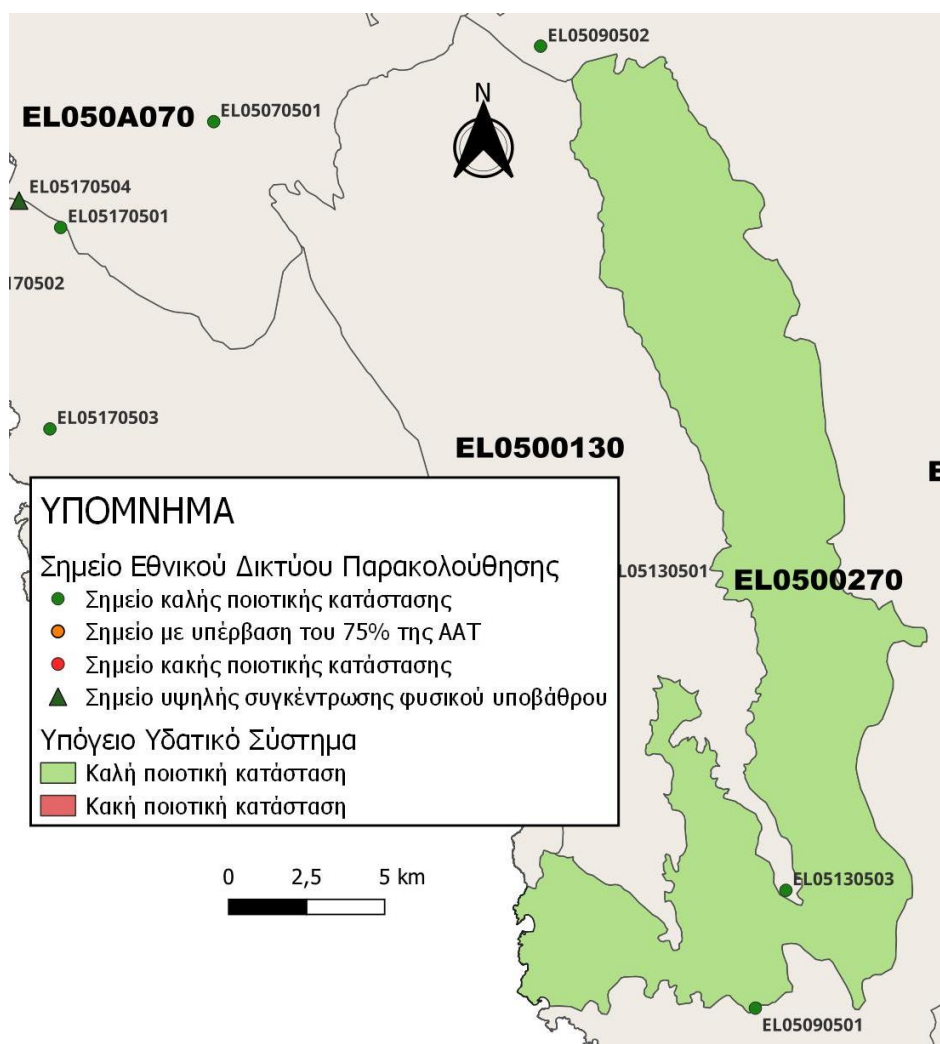 EL05090502
EL050A070
EL05070501
N
EL05170504
EL05170501
170502
EL05170503
EL0500130
E
ΥΠΟΜΝΗΜΑ
Σημείο Εθνικού Δικτύου Παρακολούθησης
Σημείο καλής ποιοτικής κατάστασης
Σημείο με υπέρβαση του 75% της ΑΑΤ
Σημείο κακής ποιοτικής κατάστασης
Σημείο υψηλής συγκέντρωσης φυσικού υποβάθρου
Υπόγειο Υδατικό Σύστημα
Καλή ποιοτική κατάσταση
Κακή ποιοτική κατάσταση
L05130501
EL0500270
0 2,5 5 km
EL05130503
EL05090501